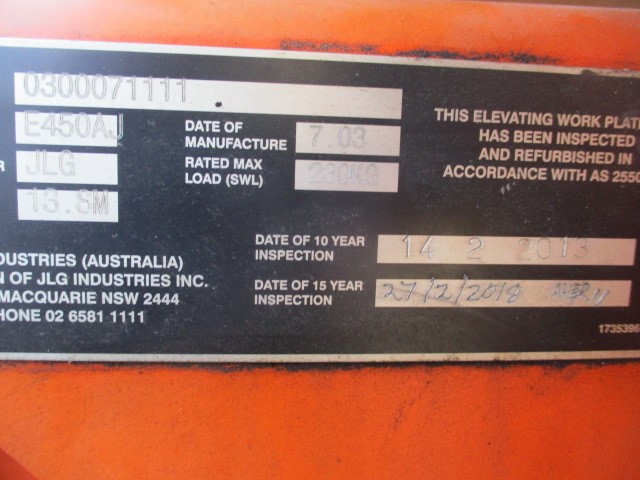 0300071111
E450AJ
DATE OF
MANUFACTURE 7.03
R JLG
RATED MAX
LOAD (SWL) 230KG
13.8M
THIS ELEVATING WORK PLAT
HAS BEEN INSPECTED
AND REFURBISHED IN
ACCORDANCE WITH AS 2550
DUSTRIES (AUSTRALIA)
N OF JLG INDUSTRIES INC.
MACQUARIE NSW 2444
HONE 02 6581 1111
DATE OF 10 YEAR
INSPECTION 14 2 2013
DATE OF 15 YEAR
INSPECTION 27/2/2018
1735396